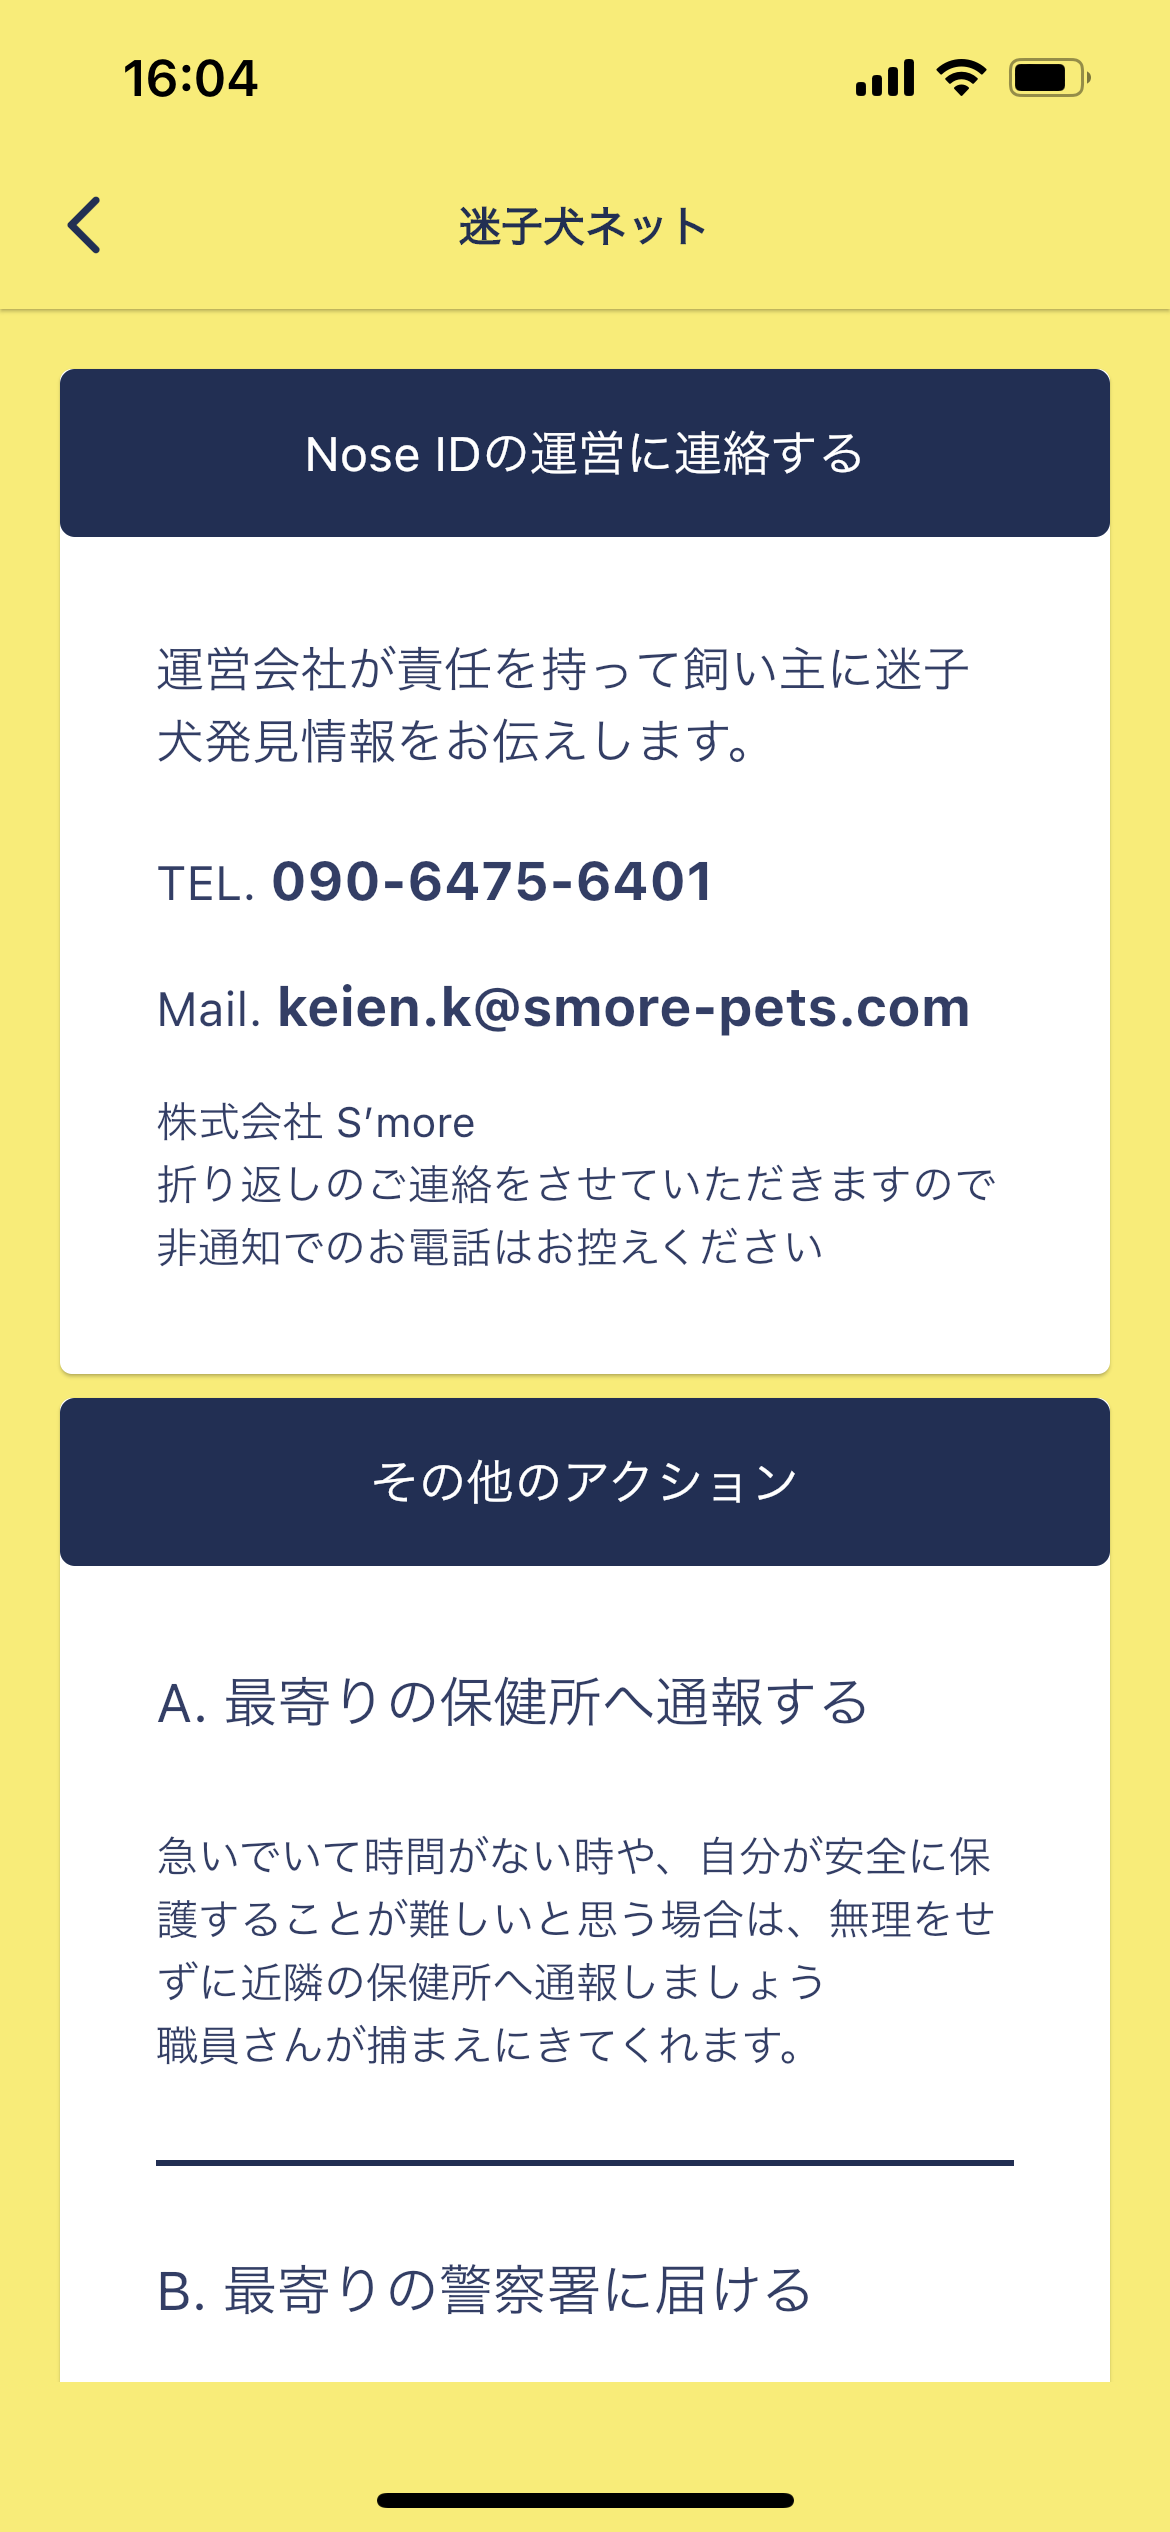 16:04
迷子犬ネット
Nose IDの運営に連絡する
運営会社が責任を持って飼い主に迷子
犬発見情報をお伝えします。
TEL. 090-6475-6401
Mail. keien.k@smore-pets.com
株式会社 S’more
折り返しのご連絡をさせていただきますので
非通知でのお電話はお控えください
その他のアクション
A. 最寄りの保健所へ通報する
急いでいて時間がない時や、自分が安全に保
護することが難しいと思う場合は、無理をせ
ずに近隣の保健所へ通報しましょう
職員さんが捕まえにきてくれます。
B. 最寄りの警察署に届ける